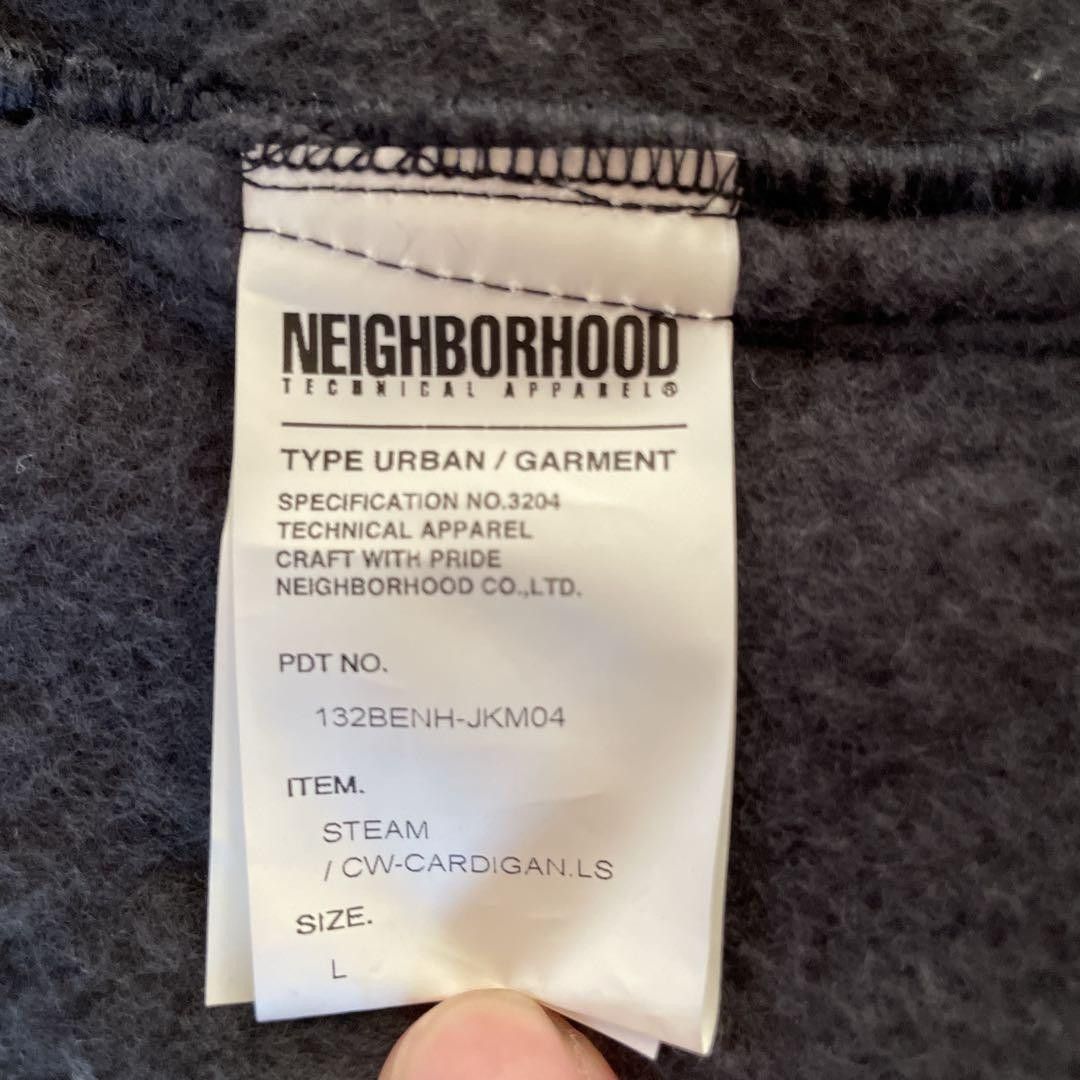 NEIGHBORHOOD
TECHNICAL APPAREL®
TYPE URBAN / GARMENT
SPECIFICATION NO.3204
TECHNICAL APPAREL
CRAFT WITH PRIDE
NEIGHBORHOOD CO.,LTD.
PDT NO.
132BENH-JKM04
ITEM.
STEAM
/ CW-CARDIGAN.LS
SIZE.
L